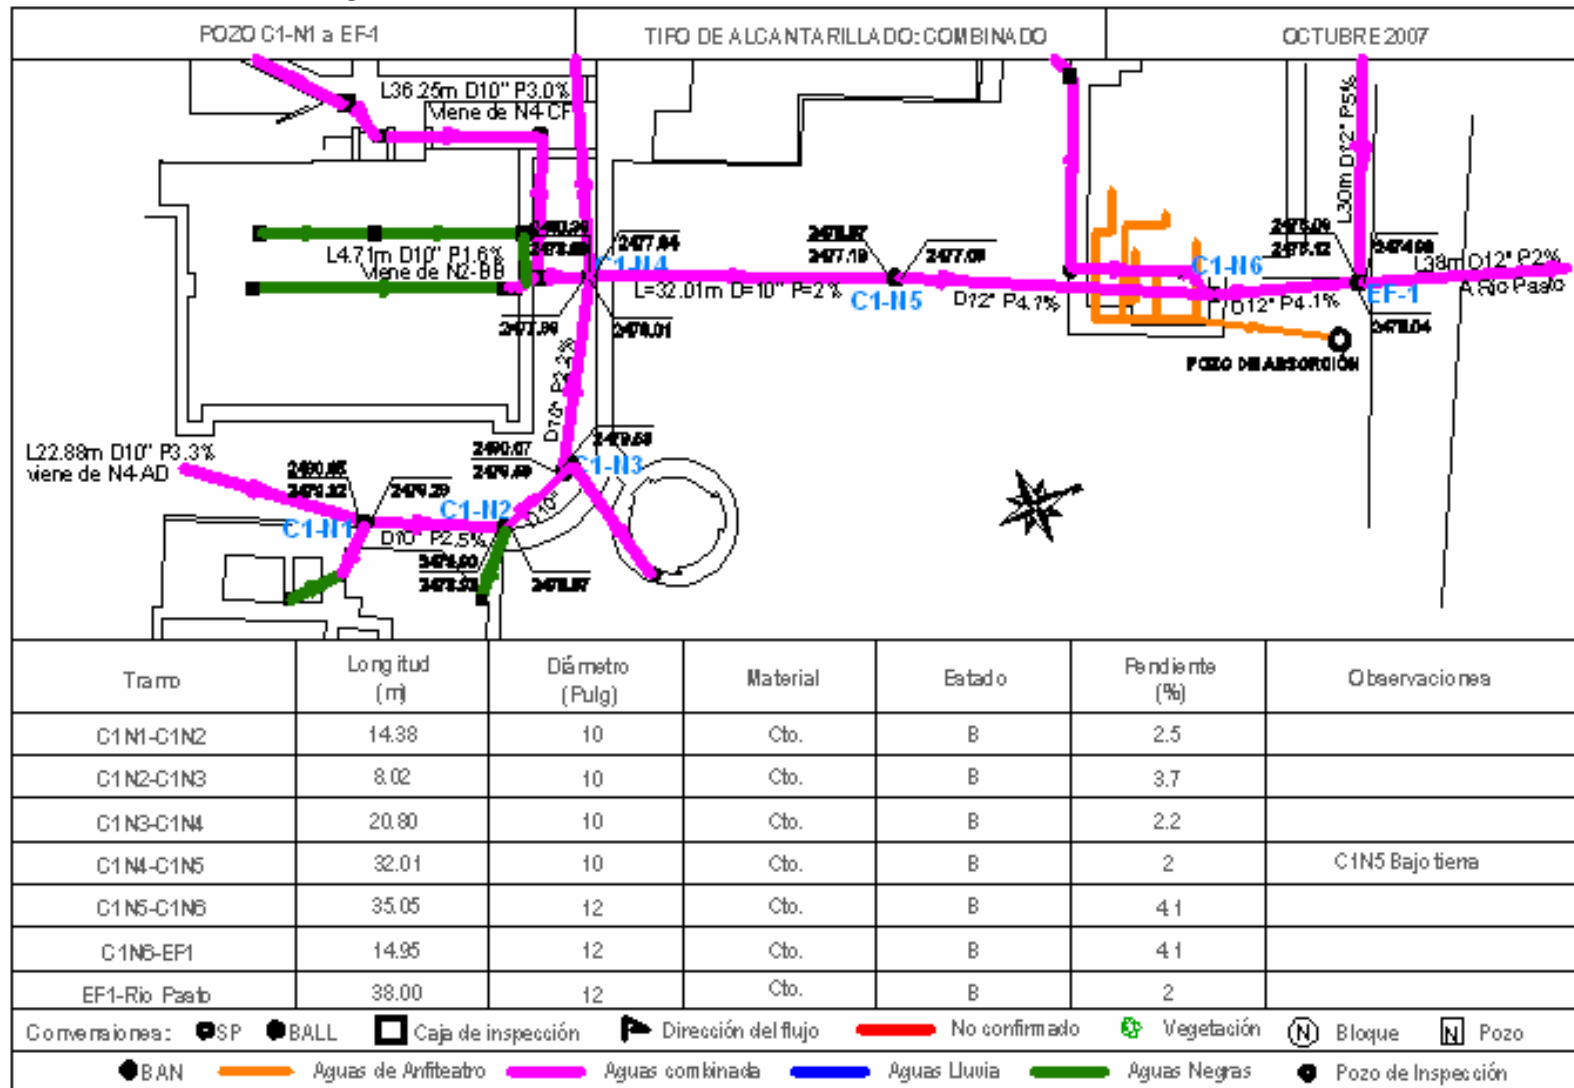 POZO C1-N1 a EF-1
TIPO DE ALCANTARILLADO: COMBINADO
OCTUBRE 2007
L36.25m D10" P3.0%
Viene de N4-CF
L30m D12" P5%
L4.71m D10" P1.6%
Viene de N2-BB
2477.84
C1-N4
2477.19
C1-N5
C1-N6
L38m D12" P2%
A Rio Pasto
L=32.01m D=10" P=2%
D12" P4.1%
D12" P4.1%
EF-1
POZO DE ABSORCIÓN
L22.88m D10" P3.3%
viene de N4-AD
C1-N3
C1-N1
C1-N2
D10" P2.5%
D10"
Tramo
Longitud (m)
Diámetro (Pulg)
Material
Estado
Pendiente (%)
Observaciones
C1N1-C1N2 14.38 10 Cto. B 2.5
C1N2-C1N3 8.02 10 Cto. B 3.7
C1N3-C1N4 20.80 10 Cto. B 2.2
C1N4-C1N5 32.01 10 Cto. B 2 C1N5 Bajo tierra
C1N5-C1N6 35.05 12 Cto. B 4.1
C1N6-EF1 14.95 12 Cto. B 4.1
EF1-Rio Pasto 38.00 12 Cto. B 2
Convensiones: SP BALL Caja de inspección Dirección del flujo No confirmado Vegetación N Bloque N Pozo
BAN Aguas de Anfiteatro Aguas combinada Aguas Lluvia Aguas Negras Pozo de Inspección